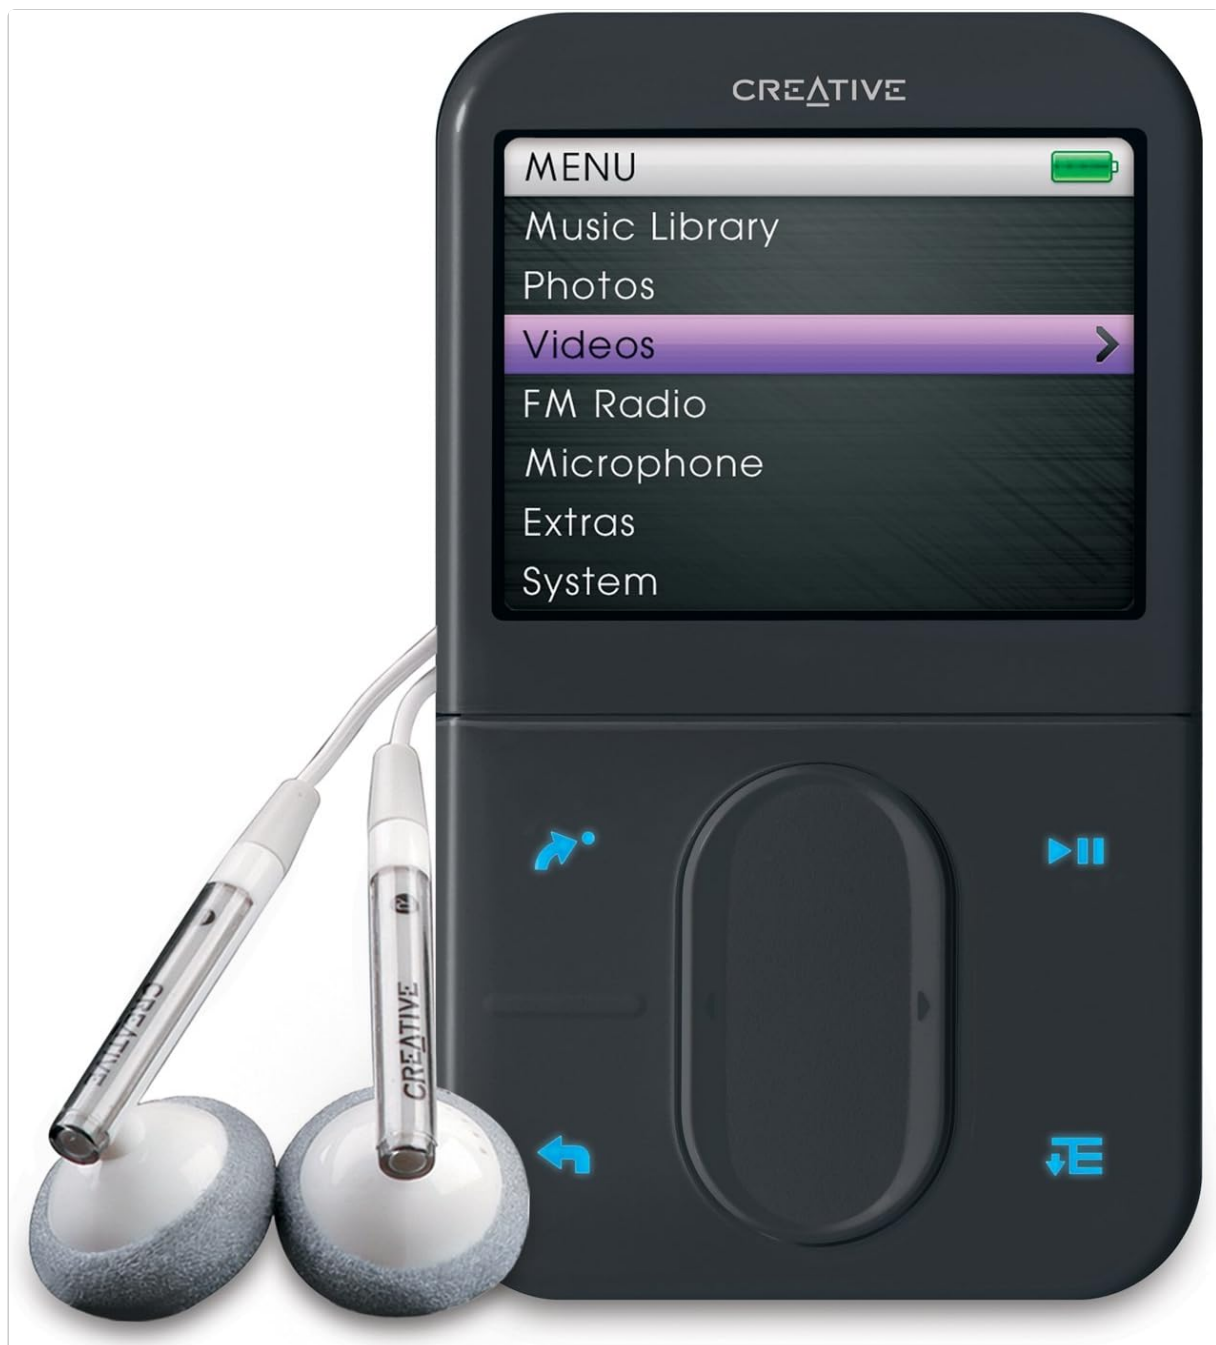 CREATIVE
MENU
Music Library
Photos
Videos
FM Radio
Microphone
Extras
System
CREATIVE
CREATIVE